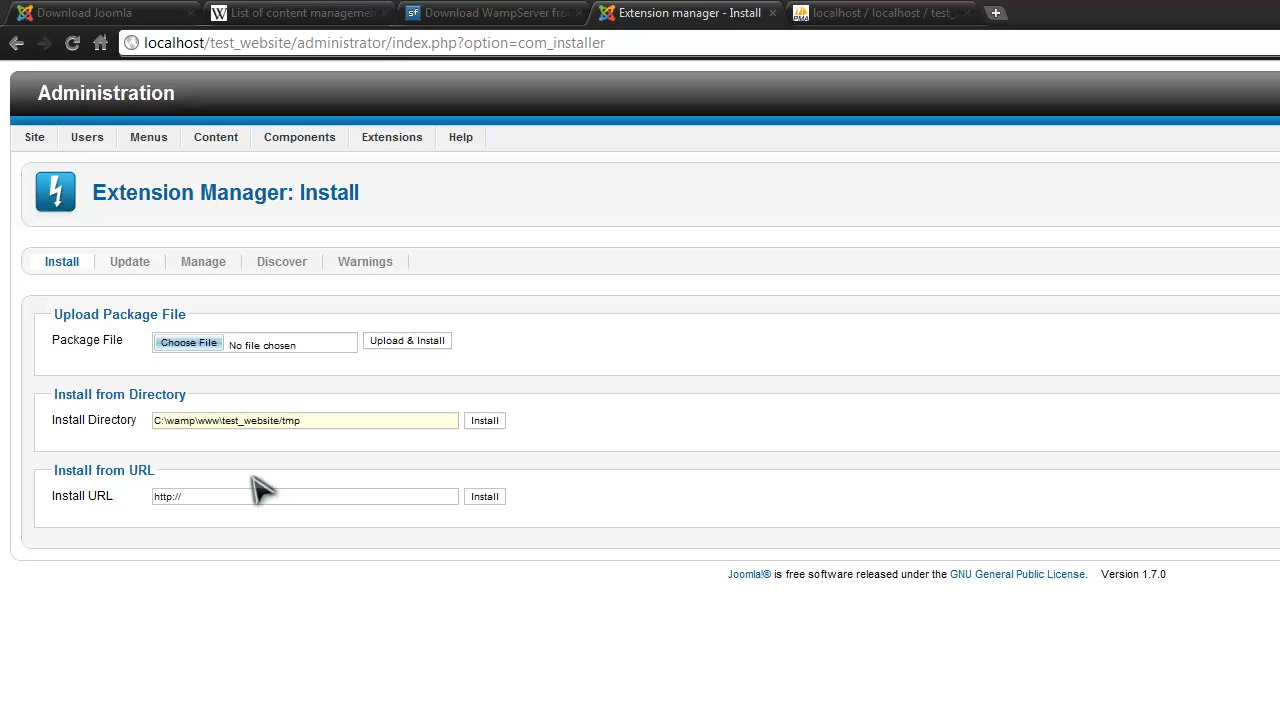 Download Joomla
List of content managemen
Download WampServer fro
Extension manager - Install
localhost / localhost / test_
localhost/test_website/administrator/index.php?option=com_installer
Administration
Site Users Menus Content Components Extensions Help
Extension Manager: Install
Install Update Manage Discover Warnings
Upload Package File
Package File Choose File No file chosen Upload & Install
Install from Directory
Install Directory C:\wamp\www\test_website/tmp Install
Install from URL
Install URL http:// Install
Joomla!® is free software released under the GNU General Public License. Version 1.7.0